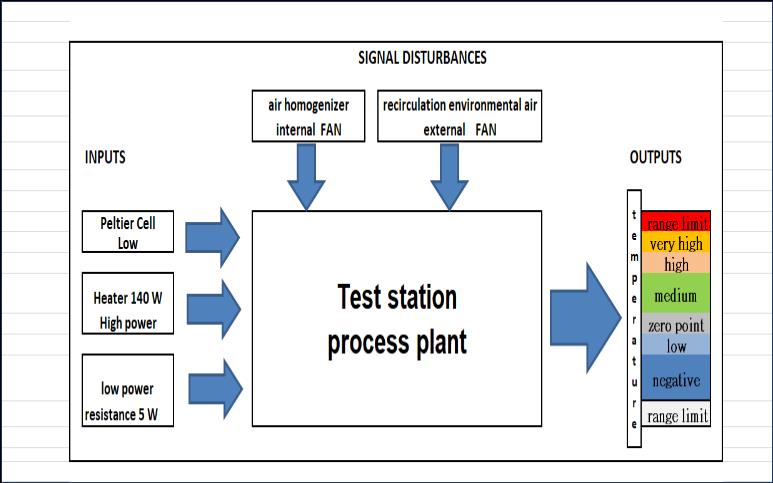 SIGNAL DISTURBANCES
air homogenizer
internal FAN
recirculation environmental air
external FAN
INPUTS
OUTPUTS
Peltier Cell
Low
Heater 140 W
High power
low power
resistance 5 W
Test station
process plant
temperature
range limit
very high
high
medium
zero point
low
negative
range limit